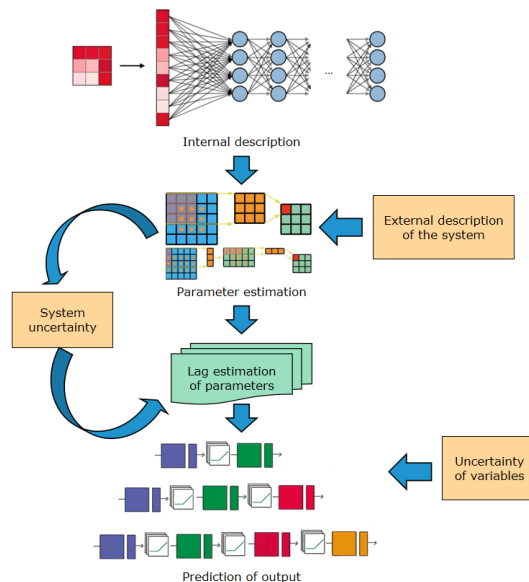 ...
Internal description
External description
of the system
Parameter estimation
System
uncertainty
Lag estimation
of parameters
Uncertainty
of variables
Prediction of output